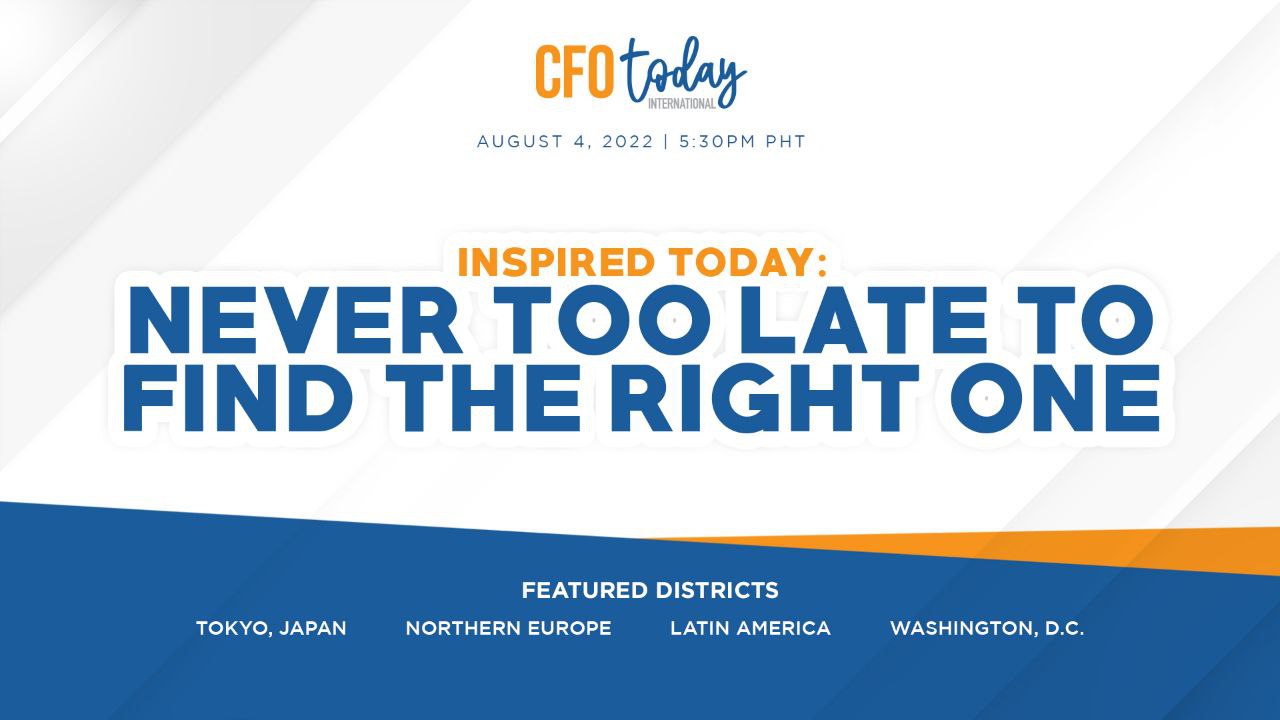 CFO today
INTERNATIONAL
AUGUST 4, 2022 | 5:30PM PHT
INSPIRED TODAY:
NEVER TOO LATE TO
FIND THE RIGHT ONE
FEATURED DISTRICTS
TOKYO, JAPAN NORTHERN EUROPE LATIN AMERICA WASHINGTON, D.C.